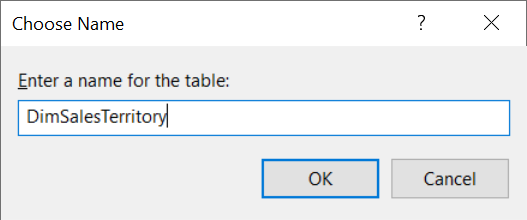 Choose Name
?
Enter a name for the table:
DimSalesTerritory
OK Cancel